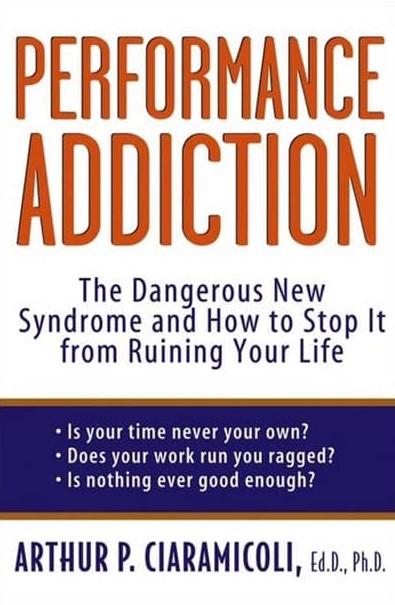 PERFORMANCE
ADDICTION
The Dangerous New
Syndrome and How to Stop It
from Ruining Your Life
• Is your time never your own?
• Does your work run you ragged?
• Is nothing ever good enough?
ARTHUR P. CIARAMICOLI, Ed.D., Ph.D.